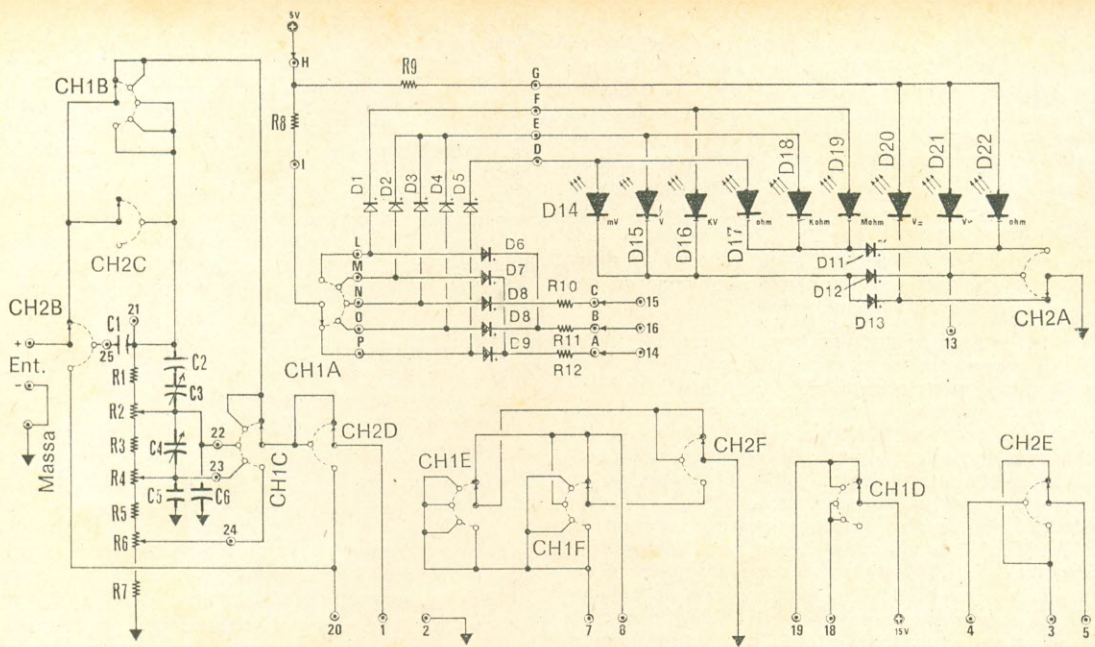 5V
H
R9
G
F
E
D
CH1B
R8
I
D1
D2
D3
D4
D5
D14
mV
D15
V
D16
KV
D17
ohm
D18
Kohm
D19
Mohm
D20
V=
D21
V~
D22
ohm
CH2C
L
M
N
O
P
D6
D7
D8
D8
D9
R10
R11
R12
C
B
A
15
16
14
D11
D12
D13
13
CH2A
CH1A
CH2B
+
Ent.
-
Massa
C1
21
25
R1
R2
R3
R4
R5
R6
R7
C2
C3
C4
C5
C6
22
23
24
CH1C
CH2D
CH1E
CH1F
CH2F
CH1D
CH2E
20
1
2
7
8
19
18
15V
4
3
5